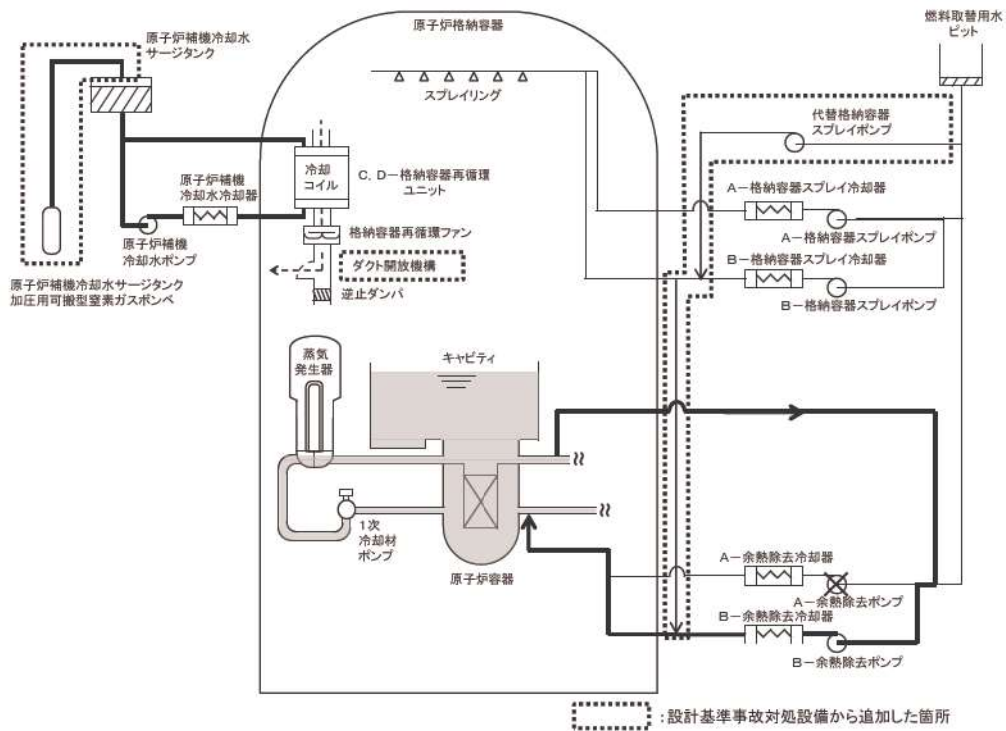 原子炉補機冷却水
サージタンク
原子炉格納容器
燃料取替用水
ピット
スプレイリング
代替格納容器
スプレイポンプ
冷却
コイル
C, D－格納容器再循環
ユニット
原子炉補機
冷却水冷却器
A－格納容器スプレイ冷却器
原子炉補機
冷却水ポンプ
格納容器再循環ファン
A－格納容器スプレイポンプ
ダクト開放機構
B－格納容器スプレイ冷却器
原子炉補機冷却水サージタンク
加圧用可搬型窒素ガスボンベ
逆止ダンパ
B－格納容器スプレイポンプ
蒸気
発生器
キャビティ
1次
冷却材
ポンプ
原子炉容器
A－余熱除去冷却器
A－余熱除去ポンプ
B－余熱除去冷却器
B－余熱除去ポンプ
：設計基準事故対処設備から追加した箇所